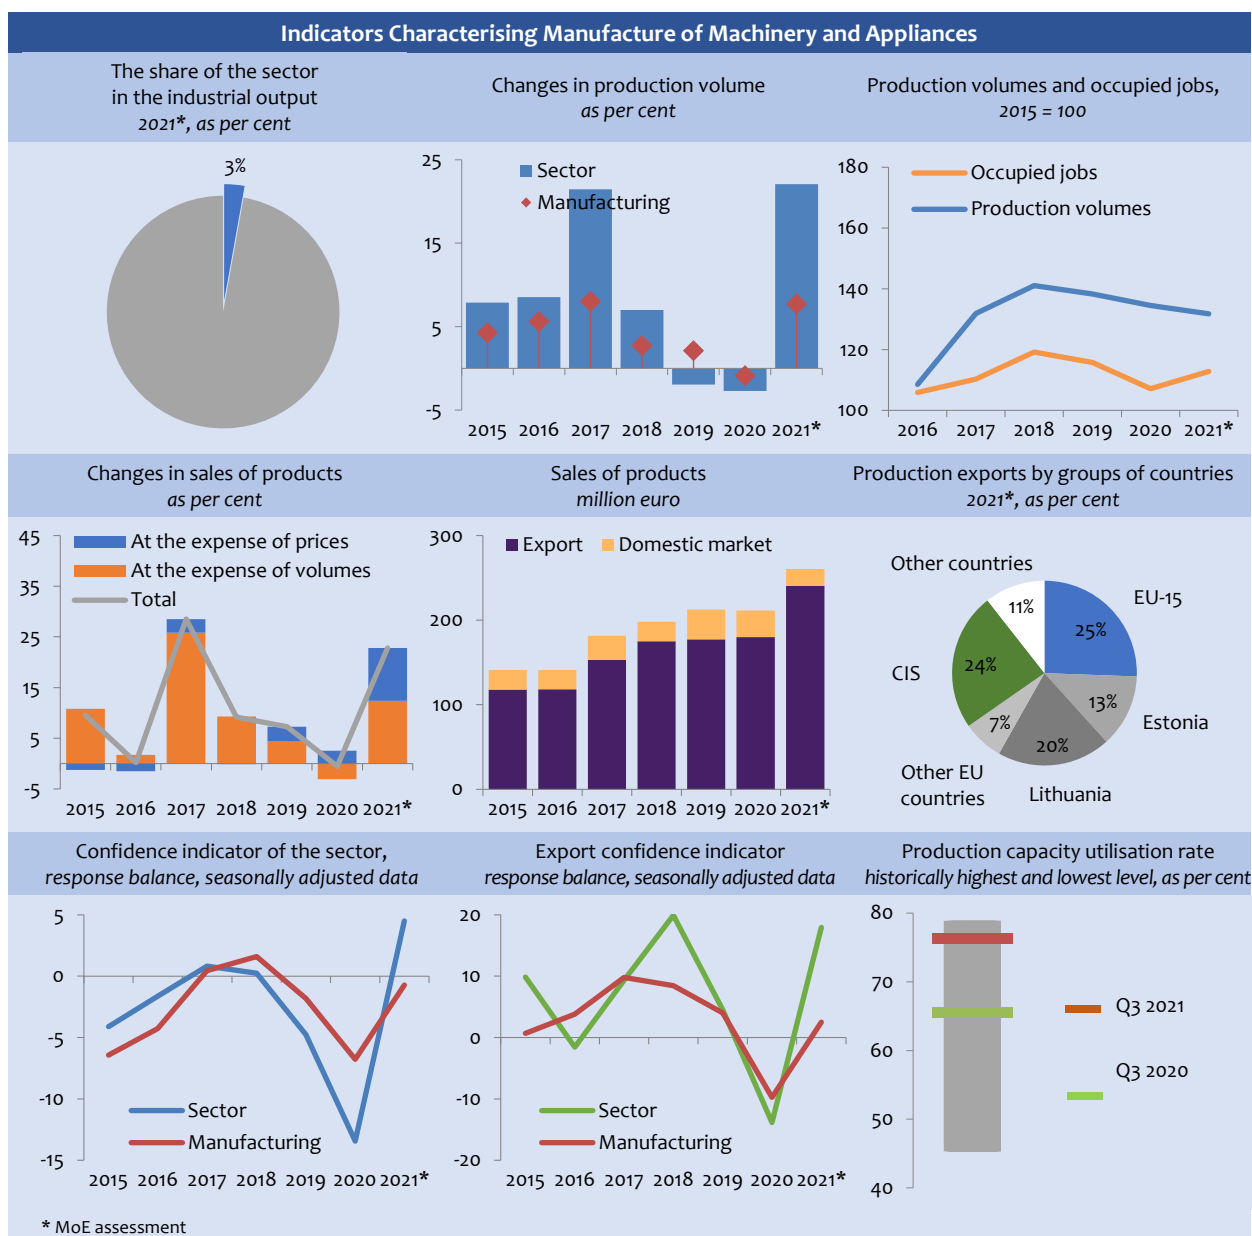 Indicators Characterising Manufacture of Machinery and Appliances
The share of the sector
in the industrial output
2021*, as per cent
3%
Changes in production volume
as per cent
25
15
5
-5
Sector
Manufacturing
2015 2016 2017 2018 2019 2020 2021*
Production volumes and occupied jobs,
2015 = 100
180
160
140
120
100
Occupied jobs
Production volumes
2016 2017 2018 2019 2020 2021*
Changes in sales of products
as per cent
45
35
25
15
5
-5
At the expense of prices
At the expense of volumes
Total
2015 2016 2017 2018 2019 2020 2021*
Sales of products
million euro
300
200
100
0
Export Domestic market
2015 2016 2017 2018 2019 2020 2021*
Production exports by groups of countries
2021*, as per cent
Other countries
11%
EU-15
25%
CIS
24%
13%
Estonia
7%
20%
Other EU
countries
Lithuania
Confidence indicator of the sector,
response balance, seasonally adjusted data
5
0
-5
-10
-15
Sector
Manufacturing
2015 2016 2017 2018 2019 2020 2021*
Export confidence indicator
response balance, seasonally adjusted data
20
10
0
-10
-20
Sector
Manufacturing
2015 2016 2017 2018 2019 2020 2021*
Production capacity utilisation rate
historically highest and lowest level, as per cent
80
70
60
50
40
Q3 2021
Q3 2020
* MoE assessment